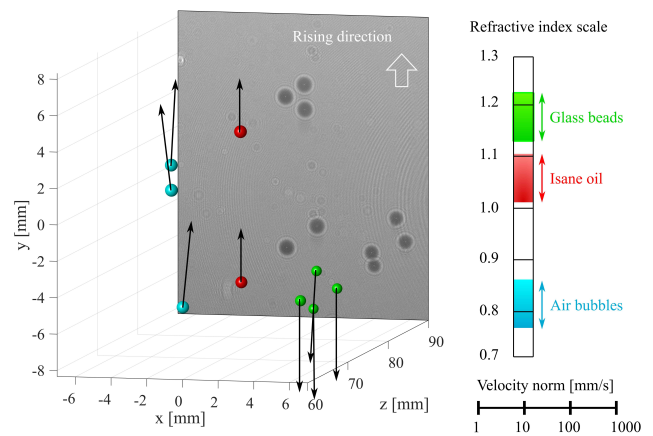 Rising direction
8
6
4
2
0
-2
-4
-6
-8
y [mm]
-6 -4 -2 0 2 4 6
x [mm]
60 70 80 90
z [mm]
Refractive index scale
1.3
1.2
1.1
1.0
0.9
0.8
0.7
Glass beads
Isane oil
Air bubbles
Velocity norm [mm/s]
1 10 100 1000